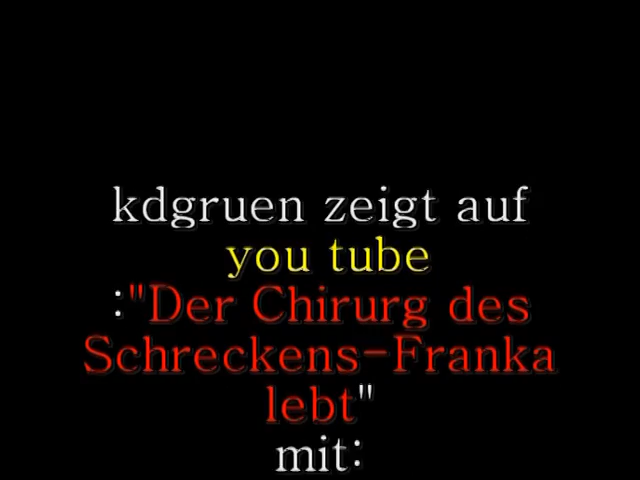 kdgruen zeigt auf
you tube
:"Der Chirurg des
Schreckens-Franka
lebt"
mit: